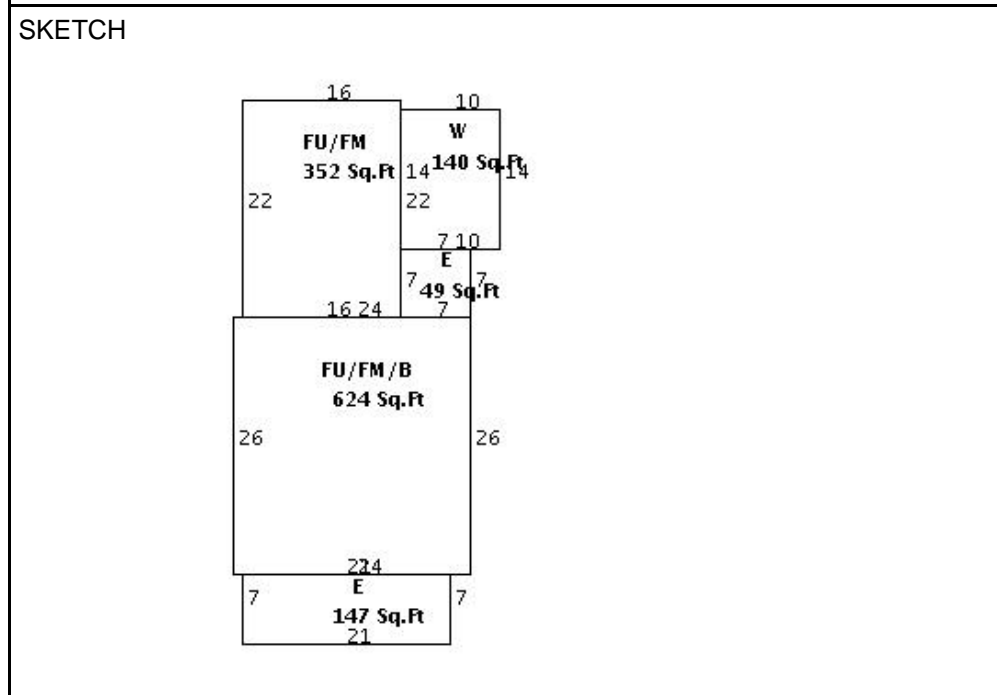 SKETCH
16
10
FU/FM
W
352 Sq.Ft
14
140 Sq.Ft
14
22
22
7 10
E
7
7
49 Sq.Ft
16 24
7
FU/FM/B
624 Sq.Ft
26
26
24
E
7
7
147 Sq.Ft
21